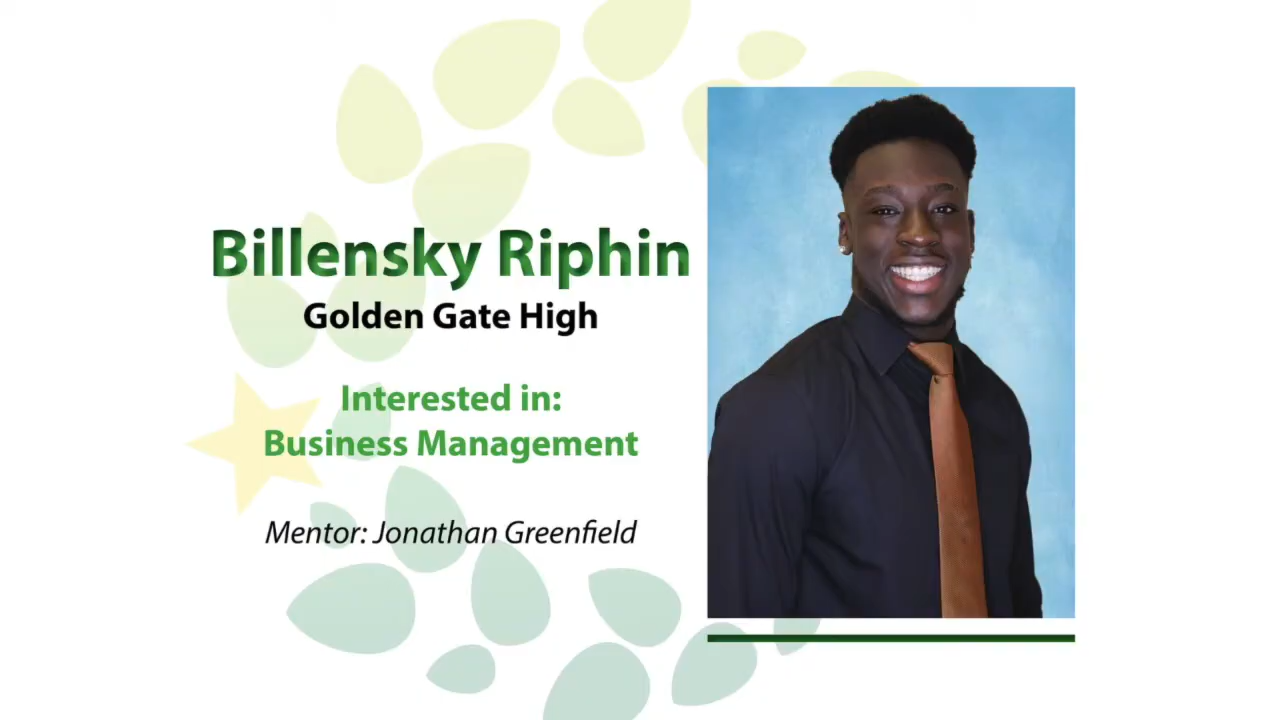 Billensky Riphin
Golden Gate High
Interested in:
Business Management
Mentor: Jonathan Greenfield